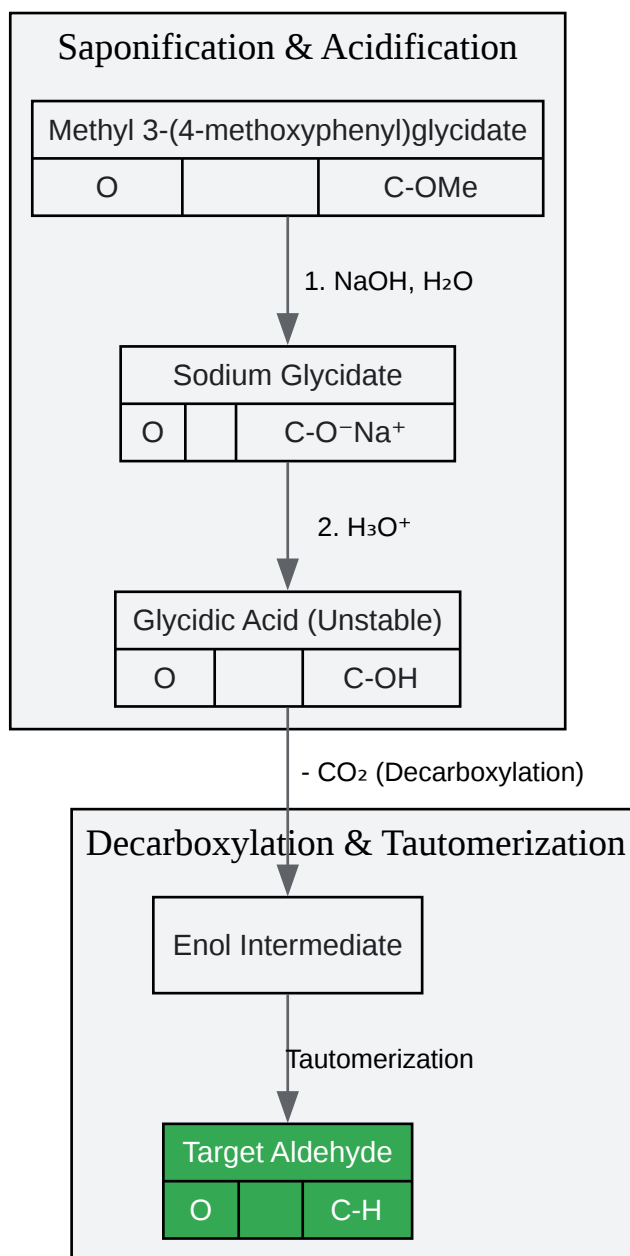 Saponification & Acidification
Methyl 3-(4-methoxyphenyl)glycidate
O C-OMe
1. NaOH, H₂O
Sodium Glycidate
O C-O⁻Na⁺
2. H₃O⁺
Glycidic Acid (Unstable)
O C-OH
- CO₂ (Decarboxylation)
Decarboxylation & Tautomerization
Enol Intermediate
Tautomerization
Target Aldehyde
O C-H